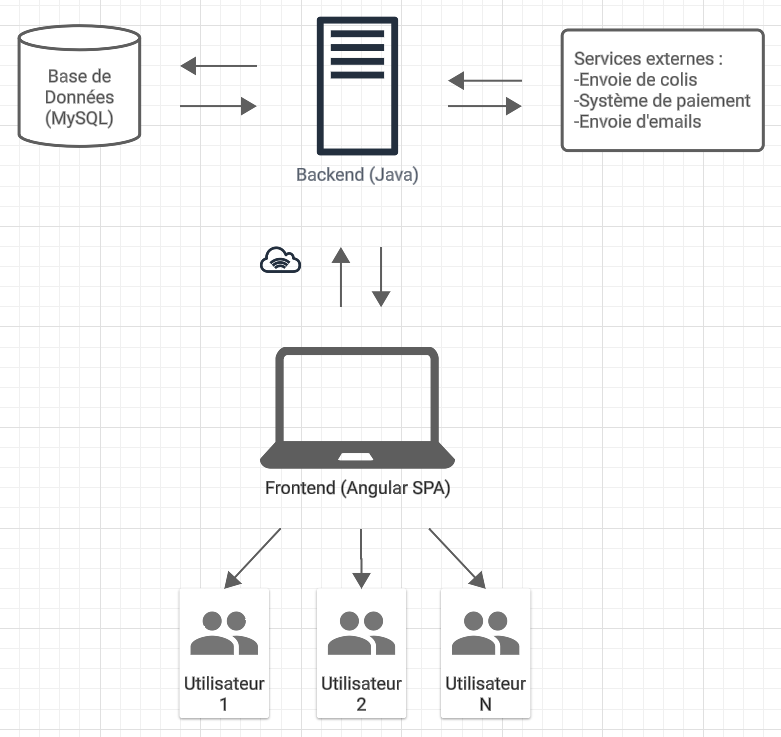 Base de
Données
(MySQL)
Backend (Java)
Services externes :
-Envoie de colis
-Système de paiement
-Envoie d'emails
Frontend (Angular SPA)
Utilisateur
1
Utilisateur
2
Utilisateur
N